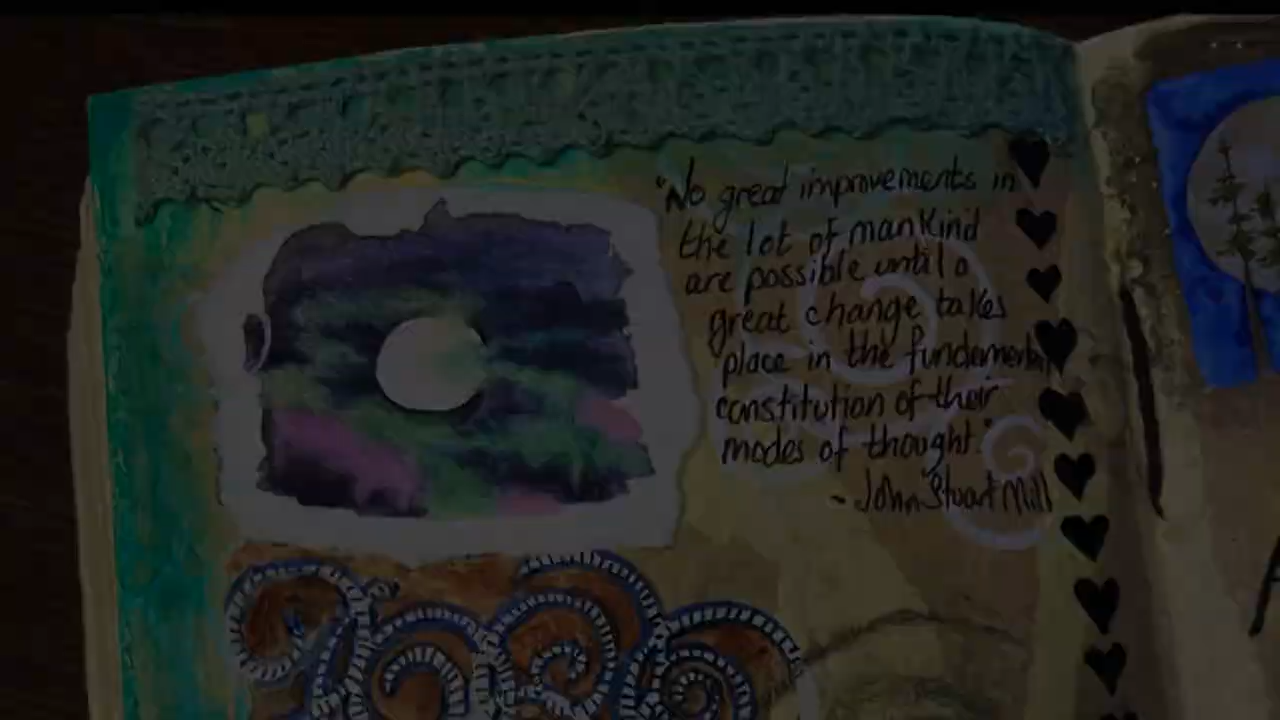 "No great improvements in
the lot of mankind
are possible until a
great change takes
place in the fundamental
constitution of their
modes of thought."
- John Stuart Mill